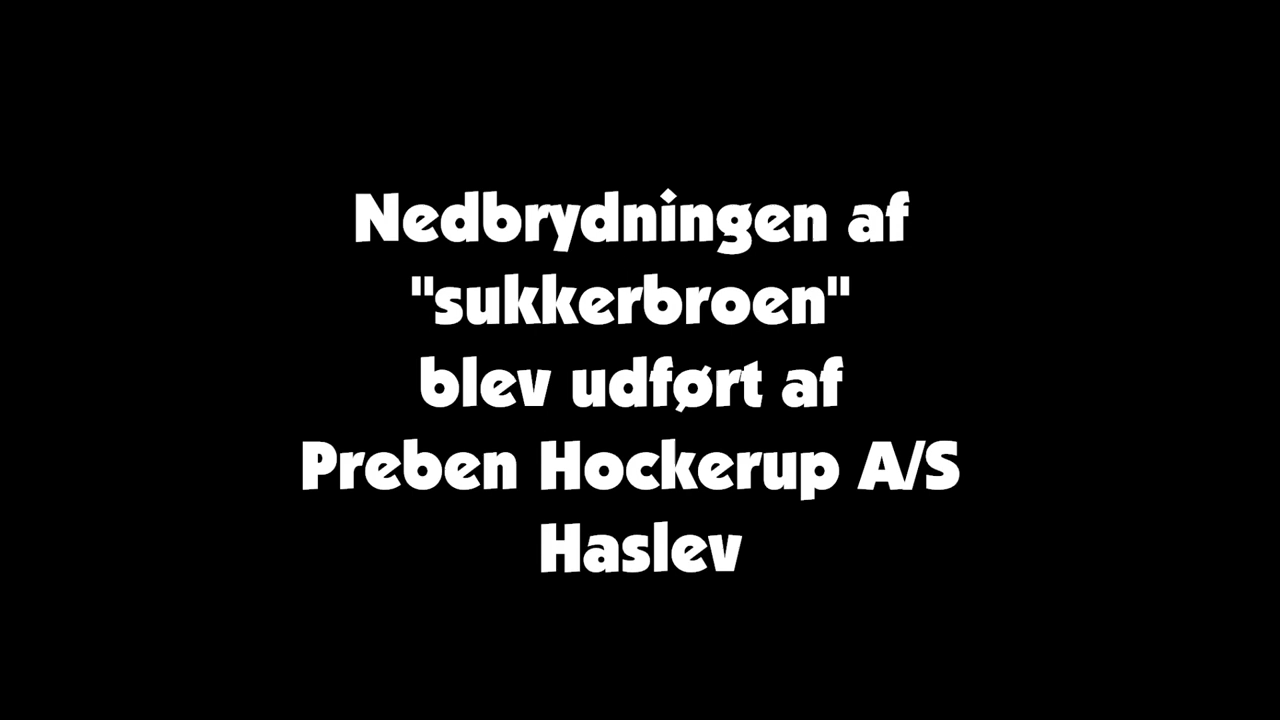 Nedbrydningen af
"sukkerbroen"
blev udført af
Preben Hockerup A/S
Haslev